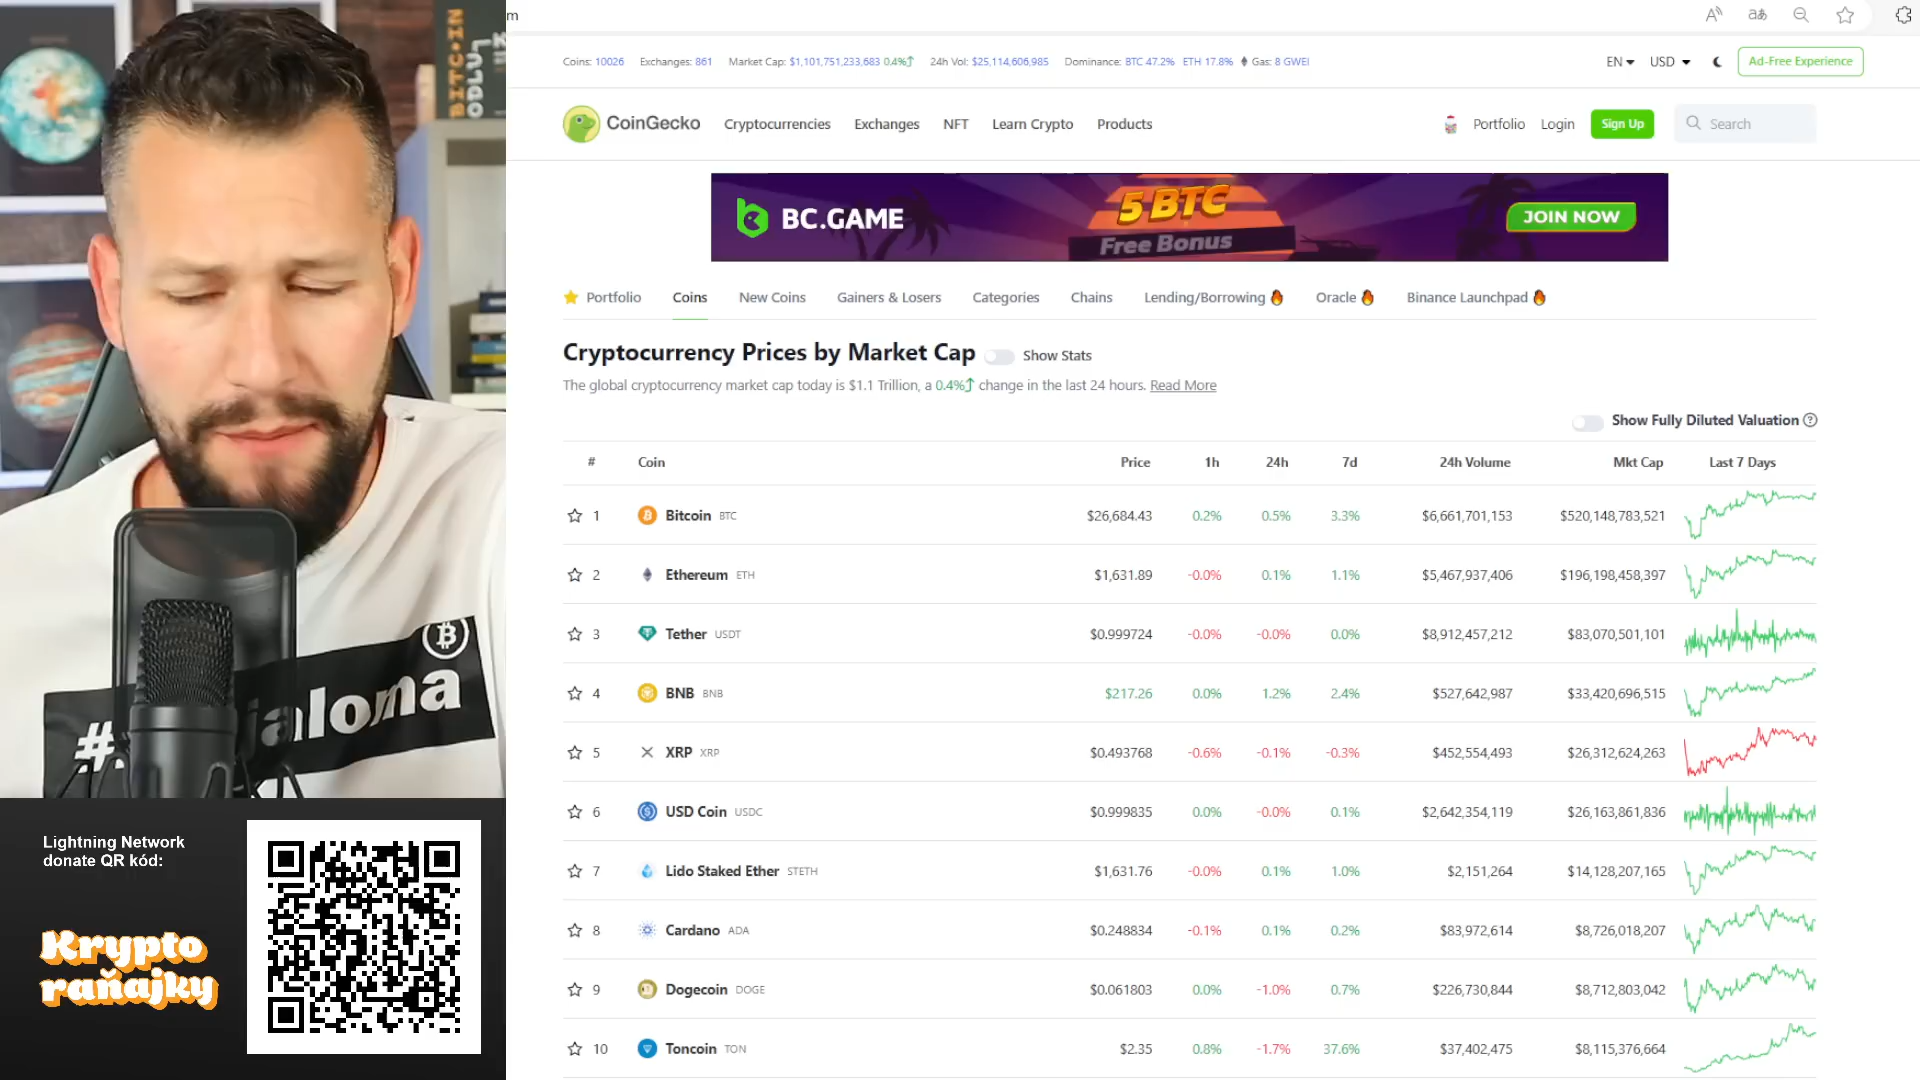 BITCOIN
ODLU
#
jaloma
Lightning Network
donate QR kód:
Krypto
raňajky
m
Coins: 10026 Exchanges: 861 Market Cap: $1,101,751,233,683 0.4% 24h Vol: $25,114,606,985 Dominance: BTC 47.2% ETH 17.8% Gas: 8 GWEI
EN USD Ad-Free Experience
CoinGecko Cryptocurrencies Exchanges NFT Learn Crypto Products Portfolio Login Sign Up Search
BC.GAME 5 BTC Free Bonus JOIN NOW
Portfolio Coins New Coins Gainers & Losers Categories Chains Lending/Borrowing Oracle Binance Launchpad
Cryptocurrency Prices by Market Cap Show Stats
The global cryptocurrency market cap today is $1.1 Trillion, a 0.4% change in the last 24 hours. Read More
Show Fully Diluted Valuation
# Coin Price 1h 24h 7d 24h Volume Mkt Cap Last 7 Days
1 Bitcoin BTC $26,684.43 0.2% 0.5% 3.3% $6,661,701,153 $520,148,783,521
2 Ethereum ETH $1,631.89 -0.0% 0.1% 1.1% $5,467,937,406 $196,198,458,397
3 Tether USDT $0.999724 -0.0% -0.0% 0.0% $8,912,457,212 $83,070,501,101
4 BNB BNB $217.26 0.0% 1.2% 2.4% $527,642,987 $33,420,696,515
5 XRP XRP $0.493768 -0.6% -0.1% -0.3% $452,554,493 $26,312,624,263
6 USD Coin USDC $0.999835 0.0% -0.0% 0.1% $2,642,354,119 $26,163,861,836
7 Lido Staked Ether STETH $1,631.76 -0.0% 0.1% 1.0% $2,151,264 $14,128,207,165
8 Cardano ADA $0.248834 -0.1% 0.1% 0.2% $83,972,614 $8,726,018,207
9 Dogecoin DOGE $0.061803 0.0% -1.0% 0.7% $226,730,844 $8,712,803,042
10 Toncoin TON $2.35 0.8% -1.7% 37.6% $37,402,475 $8,115,376,664